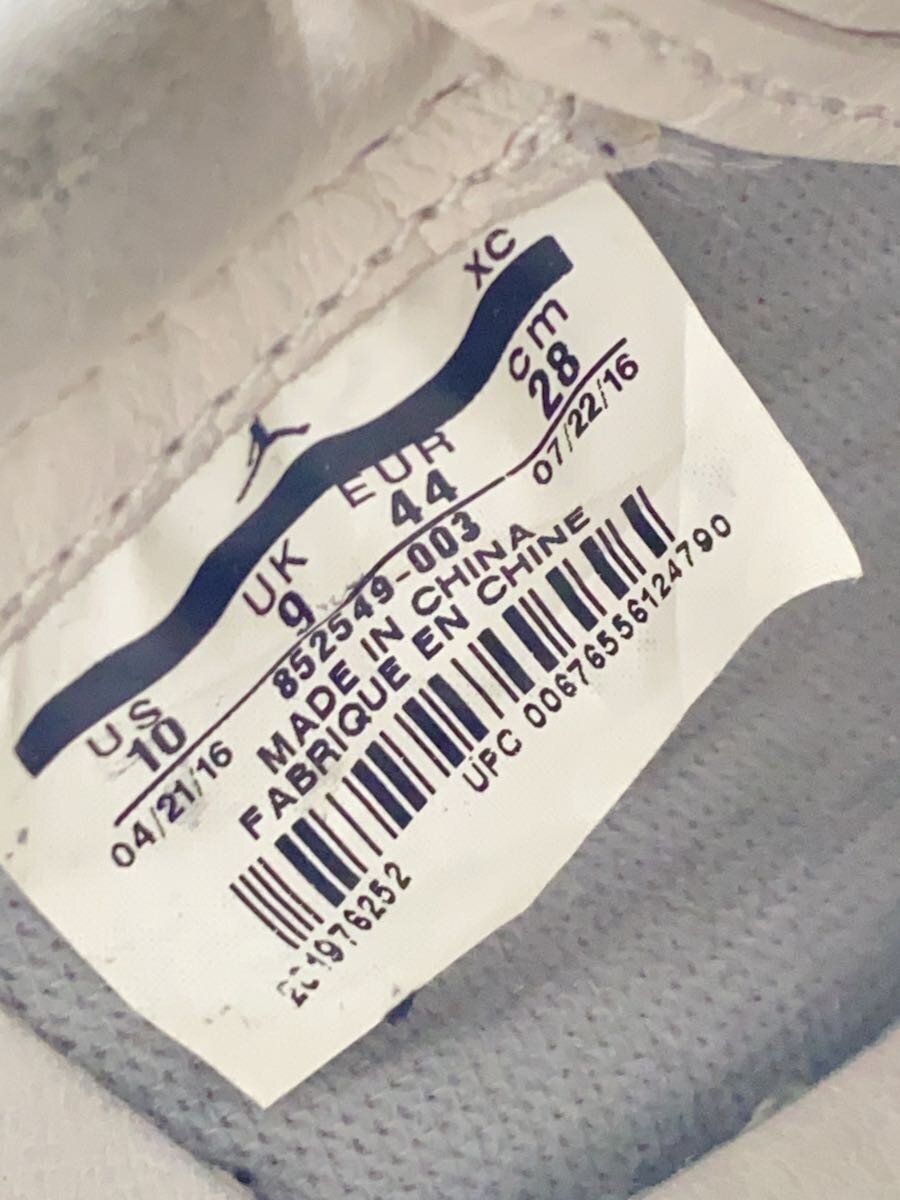 XC
US UK EUR cm
10 9 44 28
04/21/16 852549-003 07/22/16
MADE IN CHINA
FABRIQUE EN CHINE
UPC 00676556124790